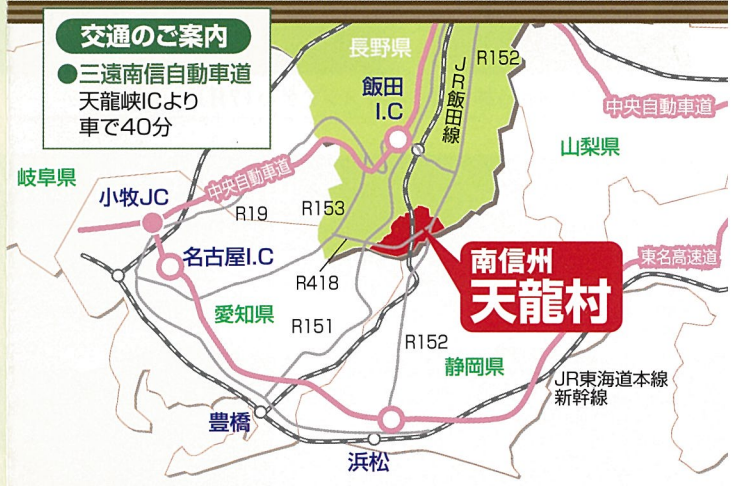 交通のご案内
●三遠南信自動車道
天龍峡ICより
車で40分
長野県
R152
飯田
I.C
JR飯田線
中央自動車道
山梨県
岐阜県
小牧JC
中央自動車道
R19
R153
名古屋I.C
R418
南信州
天龍村
東名高速道
愛知県
R151
R152
静岡県
JR東海道本線
新幹線
豊橋
浜松